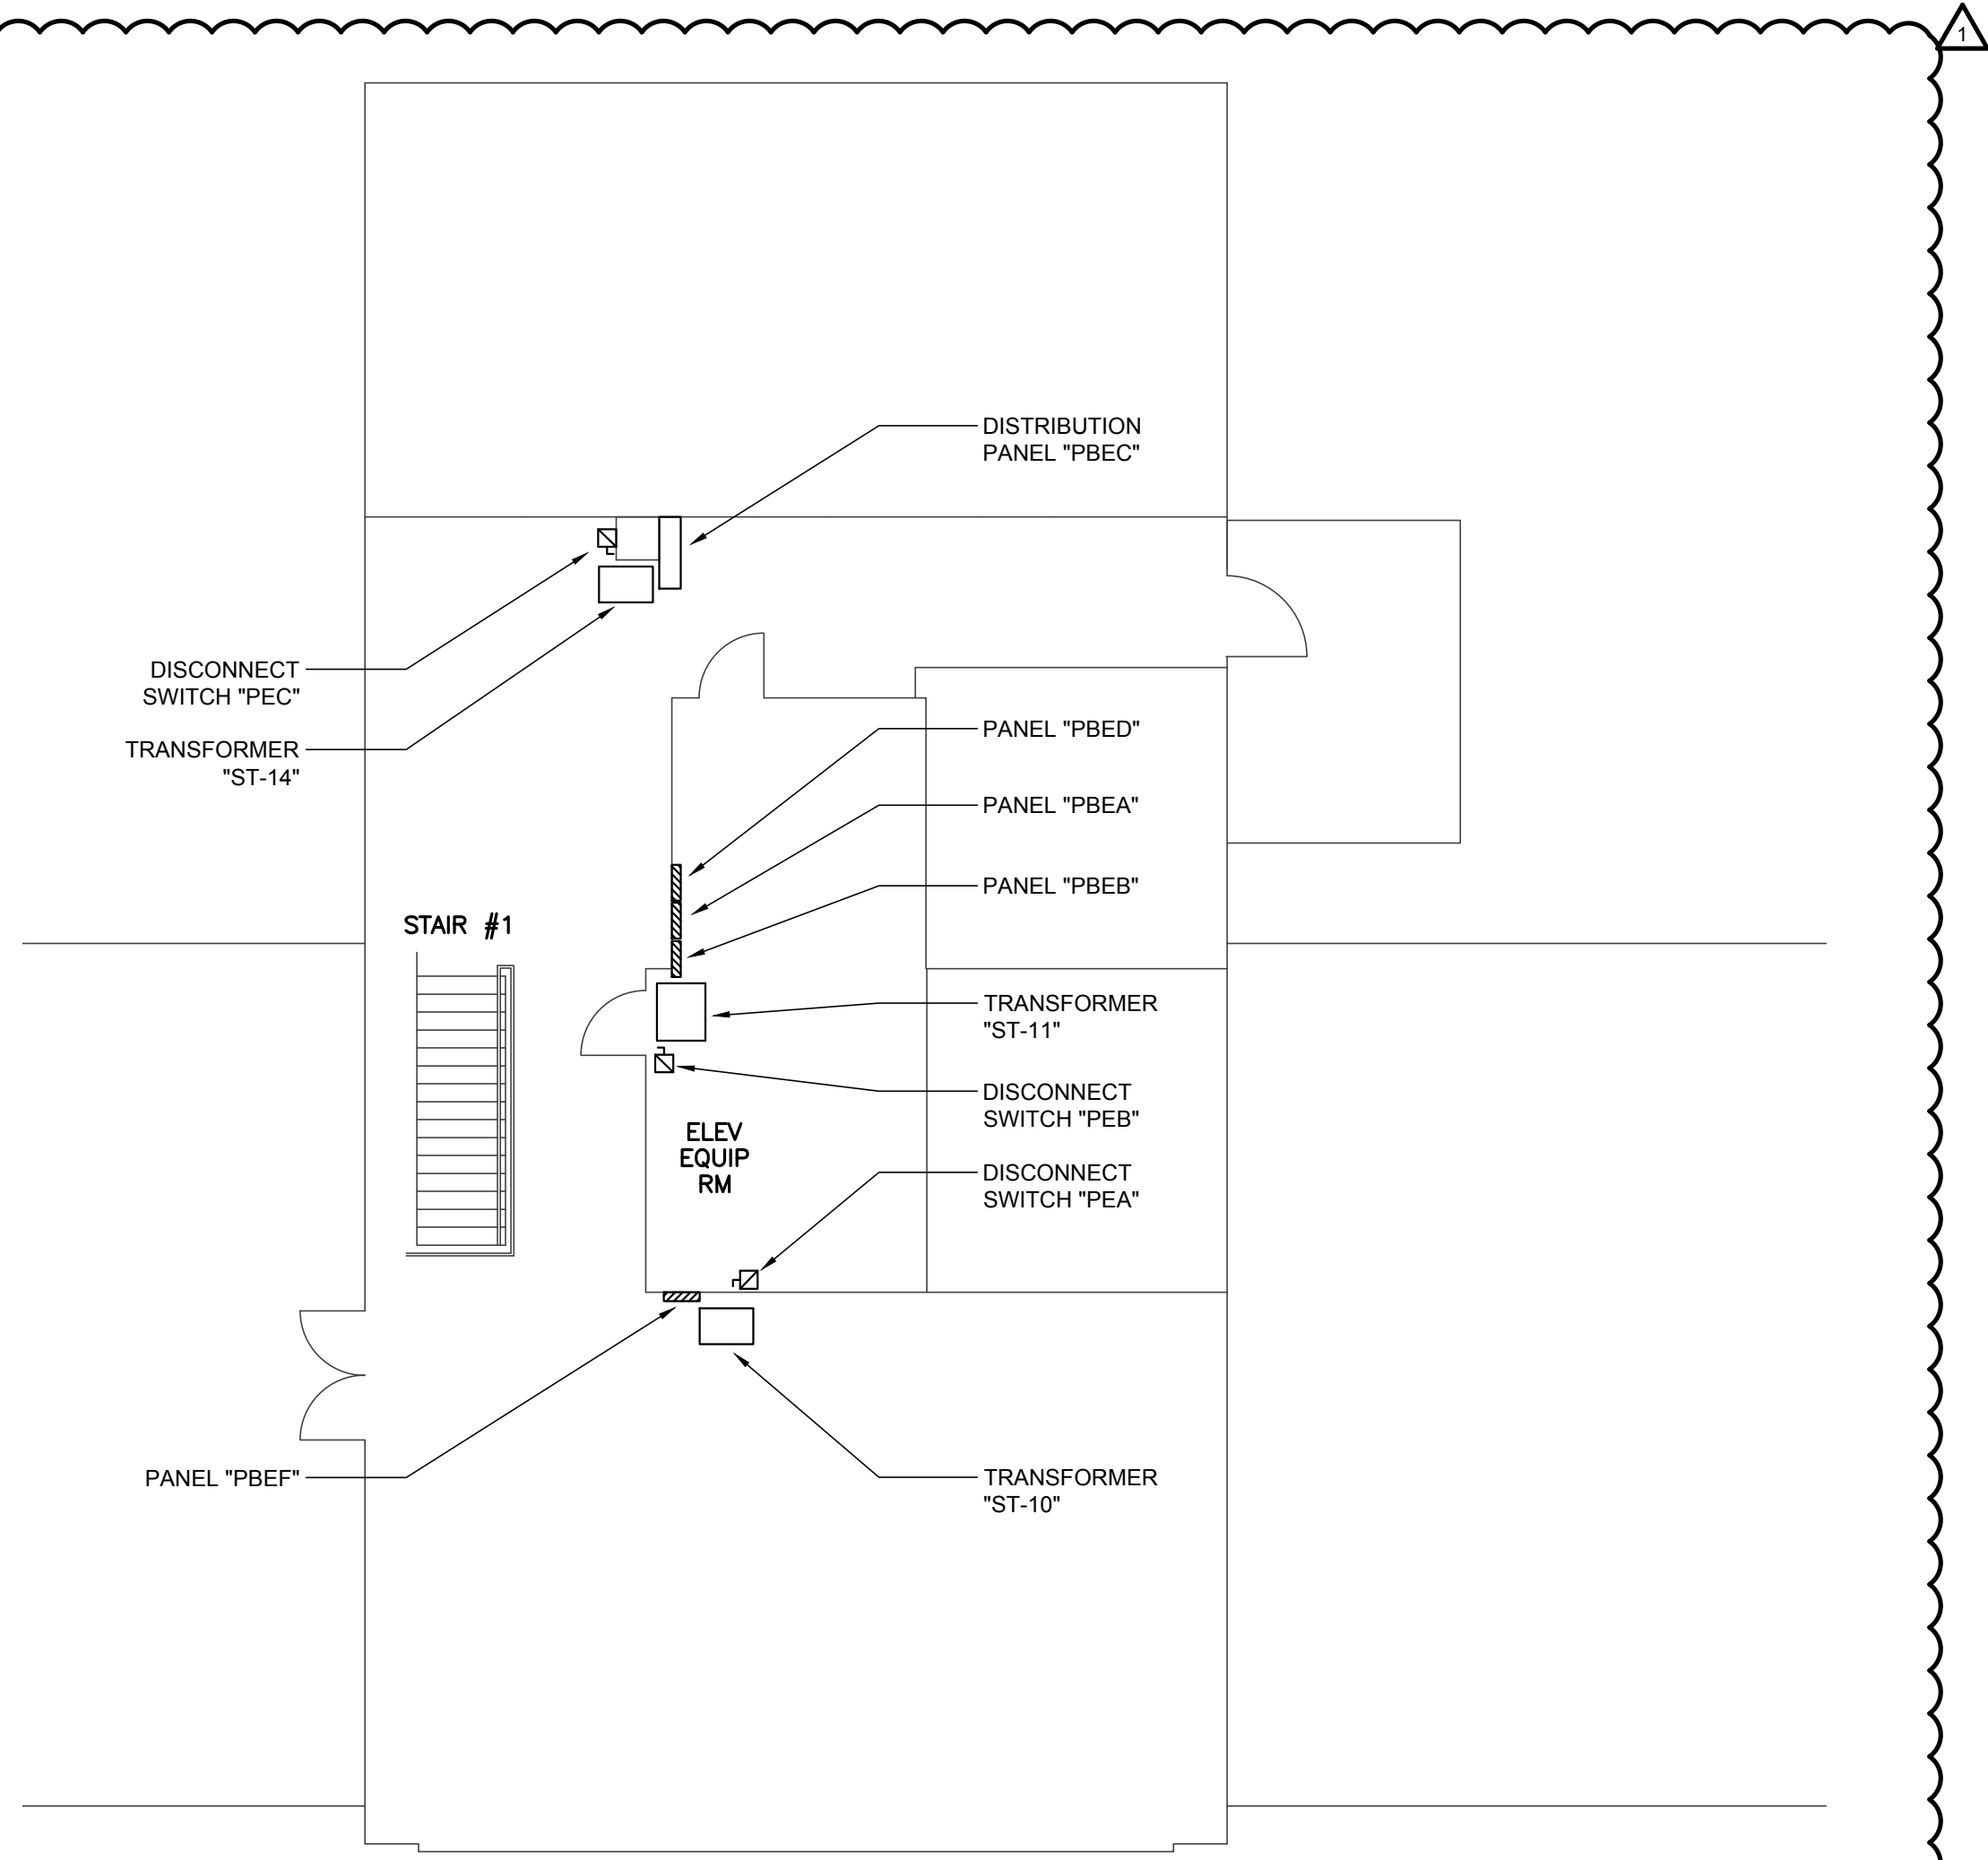 1
DISTRIBUTION
PANEL "PBEC"
DISCONNECT
SWITCH "PEC"
TRANSFORMER
"ST-14"
PANEL "PBED"
PANEL "PBEA"
PANEL "PBEB"
STAIR #1
TRANSFORMER
"ST-11"
DISCONNECT
SWITCH "PEB"
ELEV
EQUIP
RM
DISCONNECT
SWITCH "PEA"
PANEL "PBEF"
TRANSFORMER
"ST-10"